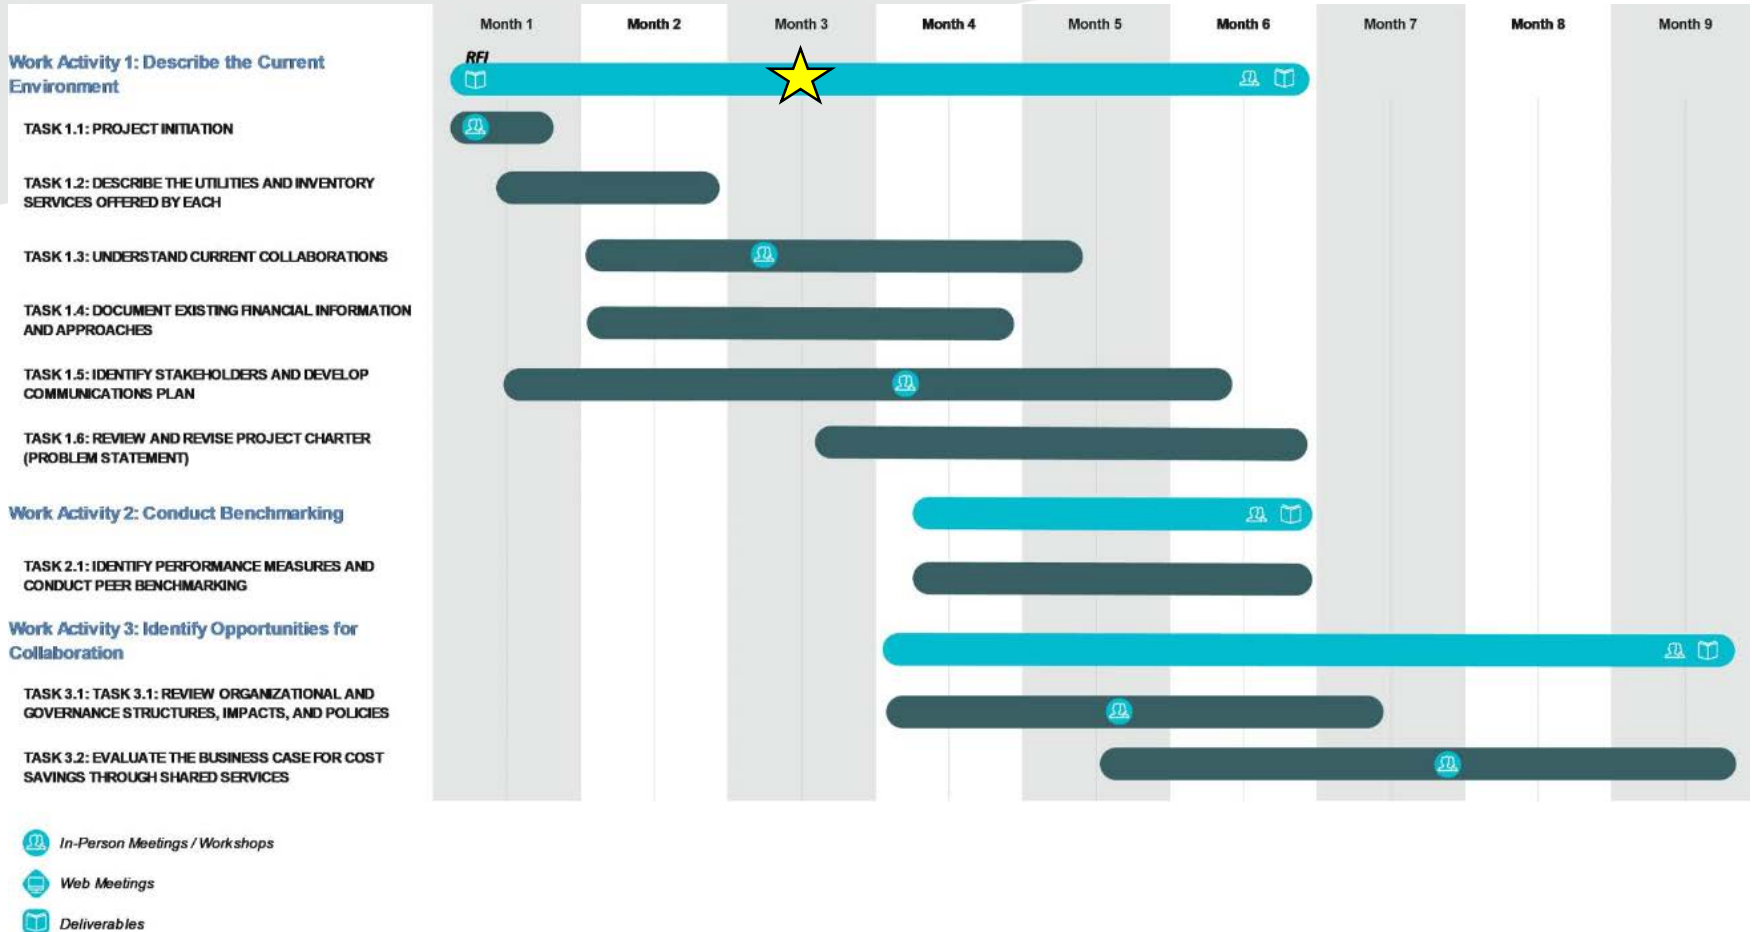 Month 1 Month 2 Month 3 Month 4 Month 5 Month 6 Month 7 Month 8 Month 9
RFI
Work Activity 1: Describe the Current
Environment
TASK 1.1: PROJECT INITIATION
TASK 1.2: DESCRIBE THE UTILITIES AND INVENTORY
SERVICES OFFERED BY EACH
TASK 1.3: UNDERSTAND CURRENT COLLABORATIONS
TASK 1.4: DOCUMENT EXISTING FINANCIAL INFORMATION
AND APPROACHES
TASK 1.5: IDENTIFY STAKEHOLDERS AND DEVELOP
COMMUNICATIONS PLAN
TASK 1.6: REVIEW AND REVISE PROJECT CHARTER
(PROBLEM STATEMENT)
Work Activity 2: Conduct Benchmarking
TASK 2.1: IDENTIFY PERFORMANCE MEASURES AND
CONDUCT PEER BENCHMARKING
Work Activity 3: Identify Opportunities for
Collaboration
TASK 3.1: TASK 3.1: REVIEW ORGANIZATIONAL AND
GOVERNANCE STRUCTURES, IMPACTS, AND POLICIES
TASK 3.2: EVALUATE THE BUSINESS CASE FOR COST
SAVINGS THROUGH SHARED SERVICES
In-Person Meetings / Workshops
Web Meetings
Deliverables